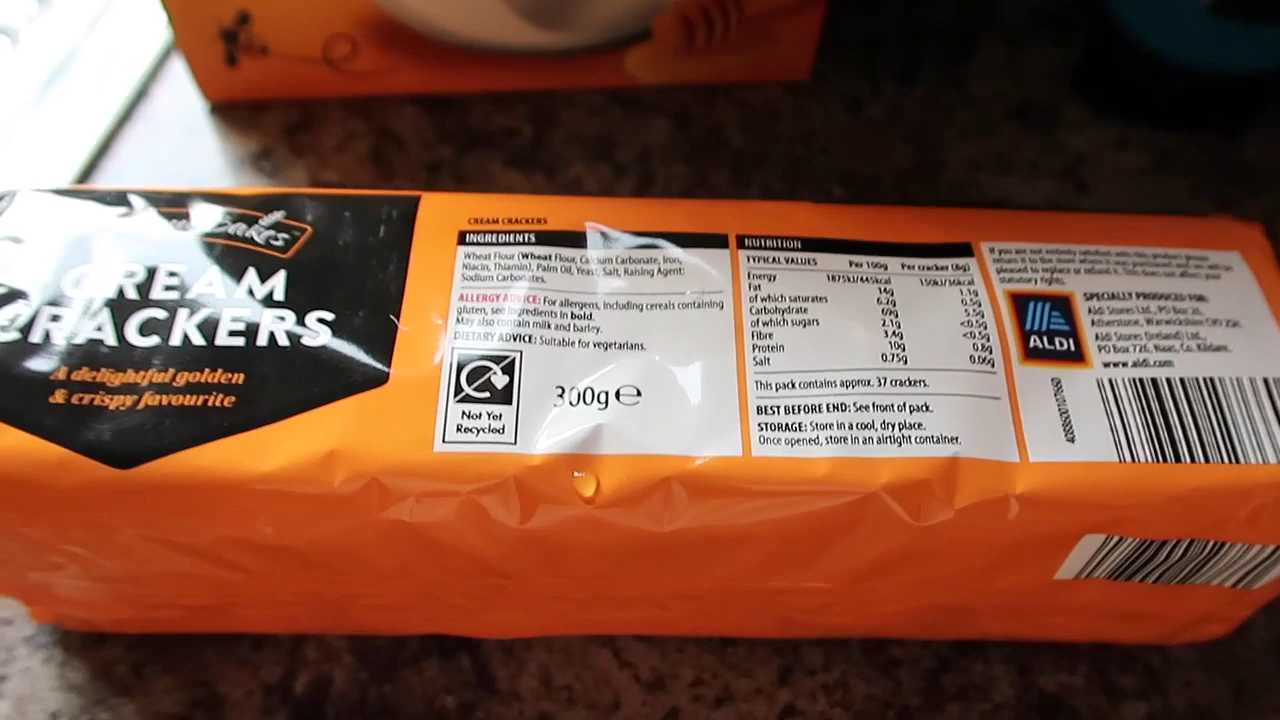 Bakes
CREAM
CRACKERS
A delightful golden
& crispy favourite
CREAM CRACKERS
INGREDIENTS
Wheat Flour (Wheat Flour, Calcium Carbonate, Iron,
Niacin, Thiamin), Palm Oil, Yeast, Salt, Raising Agent:
Sodium Carbonates.
ALLERGY ADVICE: For allergens, including cereals containing
gluten, see ingredients in bold.
May also contain milk and barley.
DIETARY ADVICE: Suitable for vegetarians.
Not Yet
Recycled
300g℮
NUTRITION
TYPICAL VALUES Per 100g Per cracker (8g)
Energy 1875kJ/445kcal 150kJ/36kcal
Fat 14g 1.1g
of which saturates 6.2g 0.5g
Carbohydrate 69g 5.5g
of which sugars 2.1g <0.5g
Fibre 3.4g <0.5g
Protein 10g 0.8g
Salt 0.75g 0.06g
This pack contains approx. 37 crackers.
BEST BEFORE END: See front of pack.
STORAGE: Store in a cool, dry place.
Once opened, store in an airtight container.
If you are not entirely satisfied with this product please
return it to the store where it was purchased and we will be
pleased to replace or refund it. This does not affect your
statutory rights.
ALDI
SPECIALLY PRODUCED FOR:
Aldi Stores Ltd., PO Box 26,
Atherstone, Warwickshire CV9 2SH.
Aldi Stores (Ireland) Ltd.,
PO Box 726, Naas, Co. Kildare.
www.aldi.com